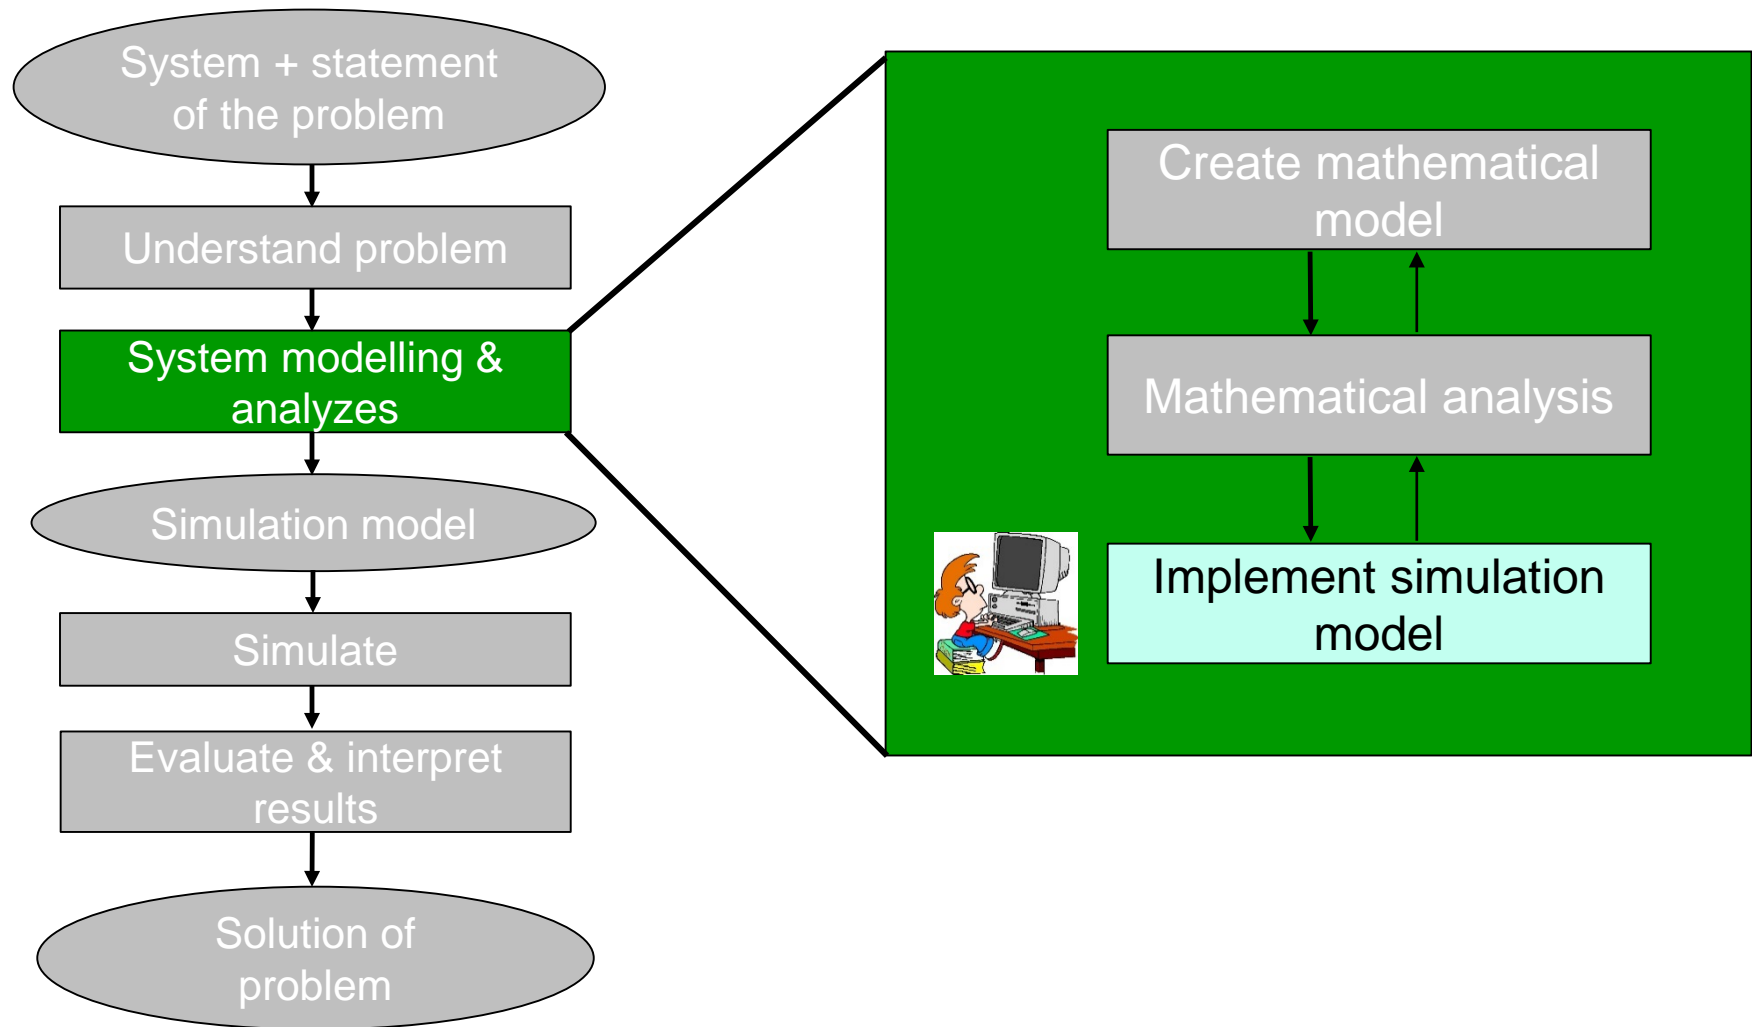 System + statement
of the problem
Understand problem
System modelling &
analyzes
Simulation model
Simulate
Evaluate & interpret
results
Solution of
problem
Create mathematical
model
Mathematical analysis
Implement simulation
model